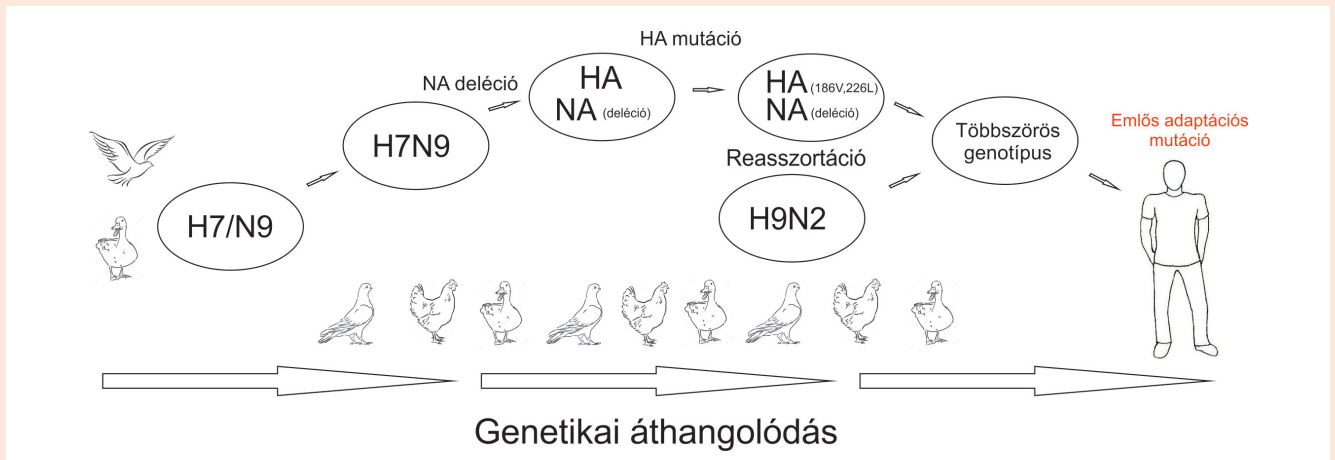 HA mutáció
NA deléció
HA
NA (deléció)
HA (186V,226L)
NA (deléció)
H7N9
Többszörös
genotípus
Emlős adaptációs
mutáció
Reasszortáció
H7/N9
H9N2
Genetikai áthangolódás